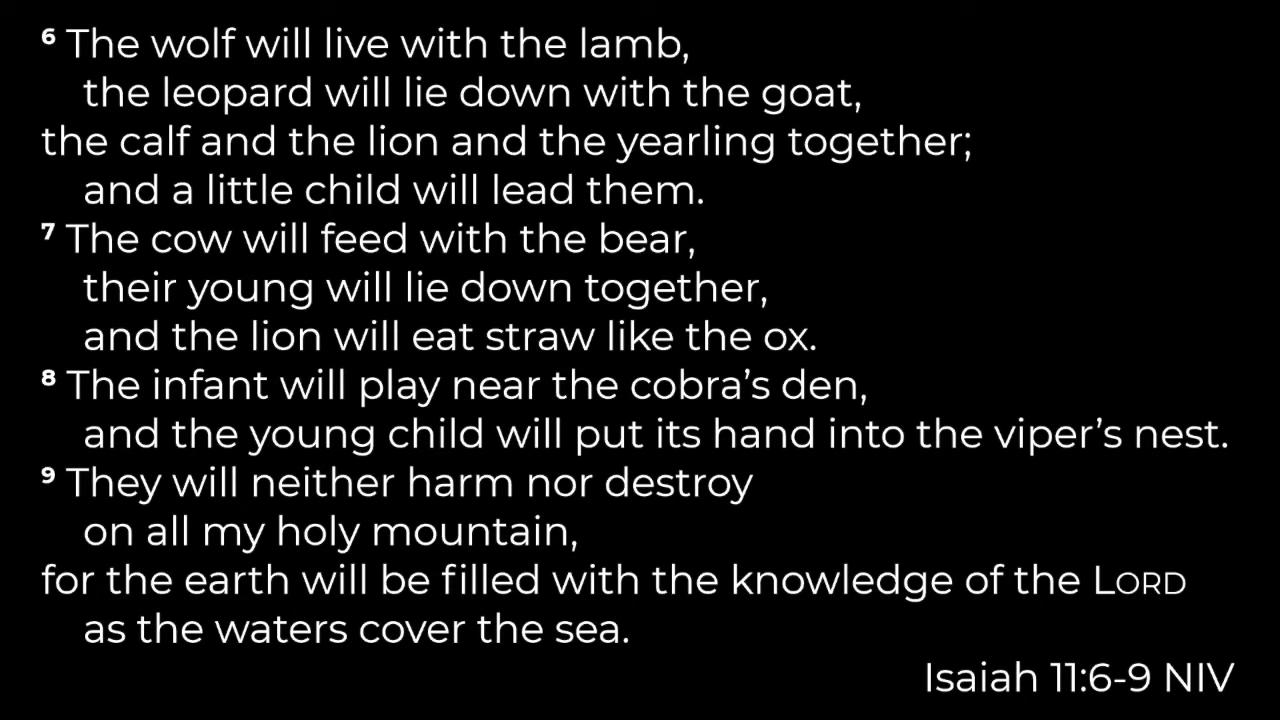 ⁶ The wolf will live with the lamb,
the leopard will lie down with the goat,
the calf and the lion and the yearling together;
and a little child will lead them.
⁷ The cow will feed with the bear,
their young will lie down together,
and the lion will eat straw like the ox.
⁸ The infant will play near the cobra’s den,
and the young child will put its hand into the viper’s nest.
⁹ They will neither harm nor destroy
on all my holy mountain,
for the earth will be filled with the knowledge of the LORD
as the waters cover the sea.
Isaiah 11:6-9 NIV